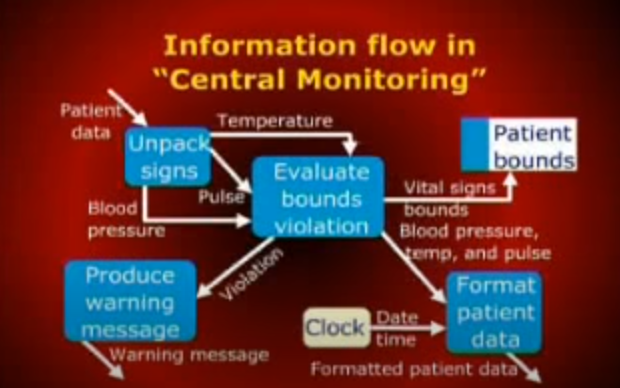 Information flow in
"Central Monitoring"
Patient
data
Unpack
signs
Temperature
Pulse
Blood
pressure
Evaluate
bounds
violation
Patient
bounds
Vital signs
bounds
Blood pressure,
temp, and pulse
Violation
Produce
warning
message
Warning message
Clock
Date
time
Format
patient
data
Formatted patient data